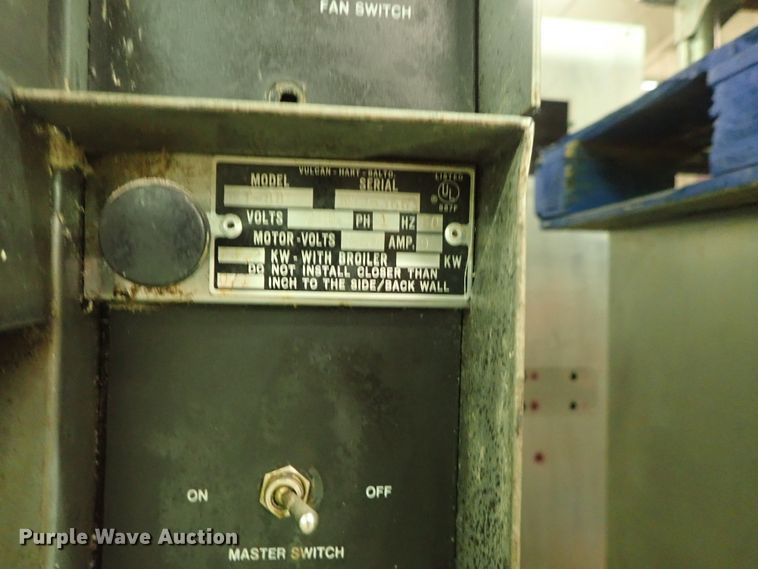 FAN SWITCH
VULCAN-HART-BALTO.
LISTED
MODEL SERIAL
UL
VOLTS PH 1 HZ
MOTOR-VOLTS AMP.
KW-WITH BROILER KW
DO NOT INSTALL CLOSER THAN
INCH TO THE SIDE/BACK WALL
ON OFF
MASTER SWITCH
Purple Wave Auction